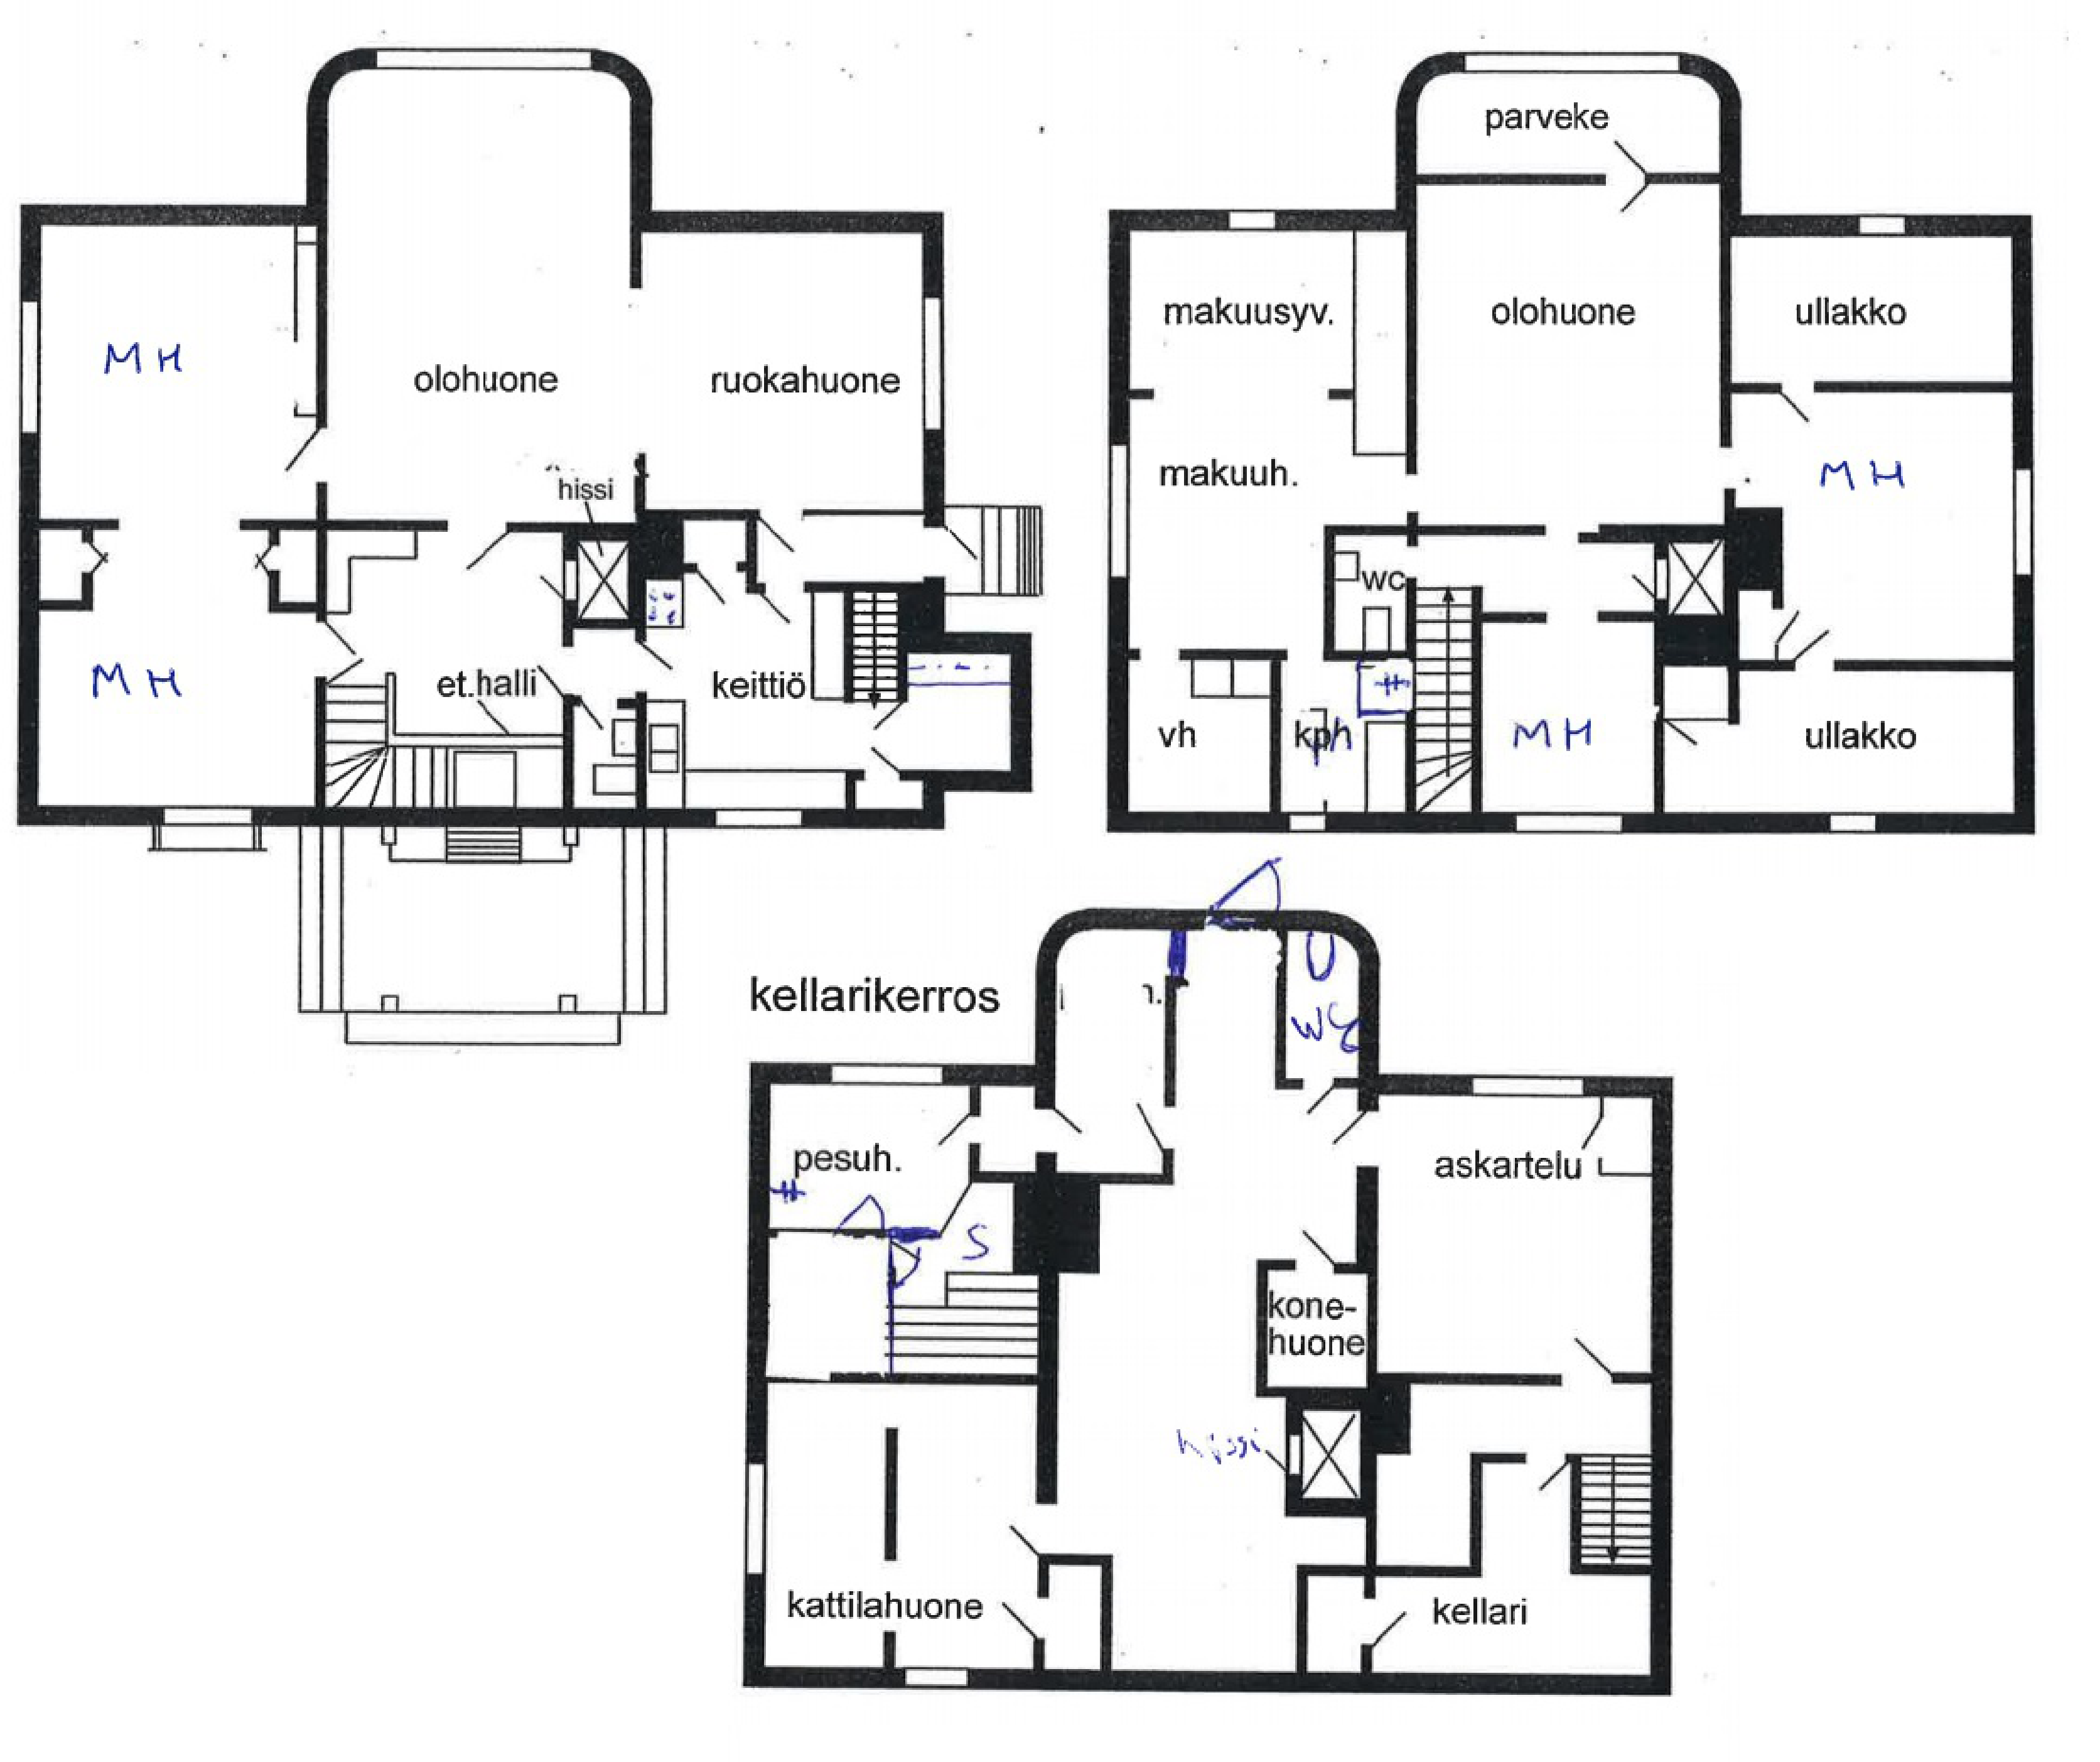 MH
olohuone
ruokahuone
hissi
MH
et.halli
keittiö
parveke
makuusyv.
olohuone
ullakko
makuuh.
MH
wc
vh
kph
MH
ullakko
kellarikerros
U
WC
pesuh.
askartelu
S
kone-
huone
hissi
kattilahuone
kellari